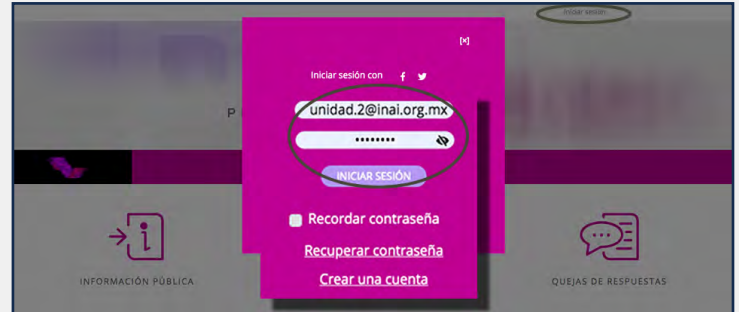 Iniciar sesión
[x]
Iniciar sesión con
P
unidad.2@inai.org.mx
••••••••
INICIAR SESIÓN
Recordar contraseña
Recuperar contraseña
Crear una cuenta
INFORMACIÓN PÚBLICA
QUEJAS DE RESPUESTAS